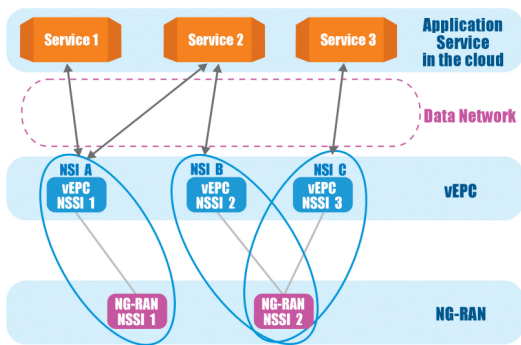 Service 1
Service 2
Service 3
Application
Service
in the cloud
Data Network
NSI A
NSI B
NSI C
vEPC
NSSI 1
vEPC
NSSI 2
vEPC
NSSI 3
vEPC
NG-RAN
NSSI 1
NG-RAN
NSSI 2
NG-RAN